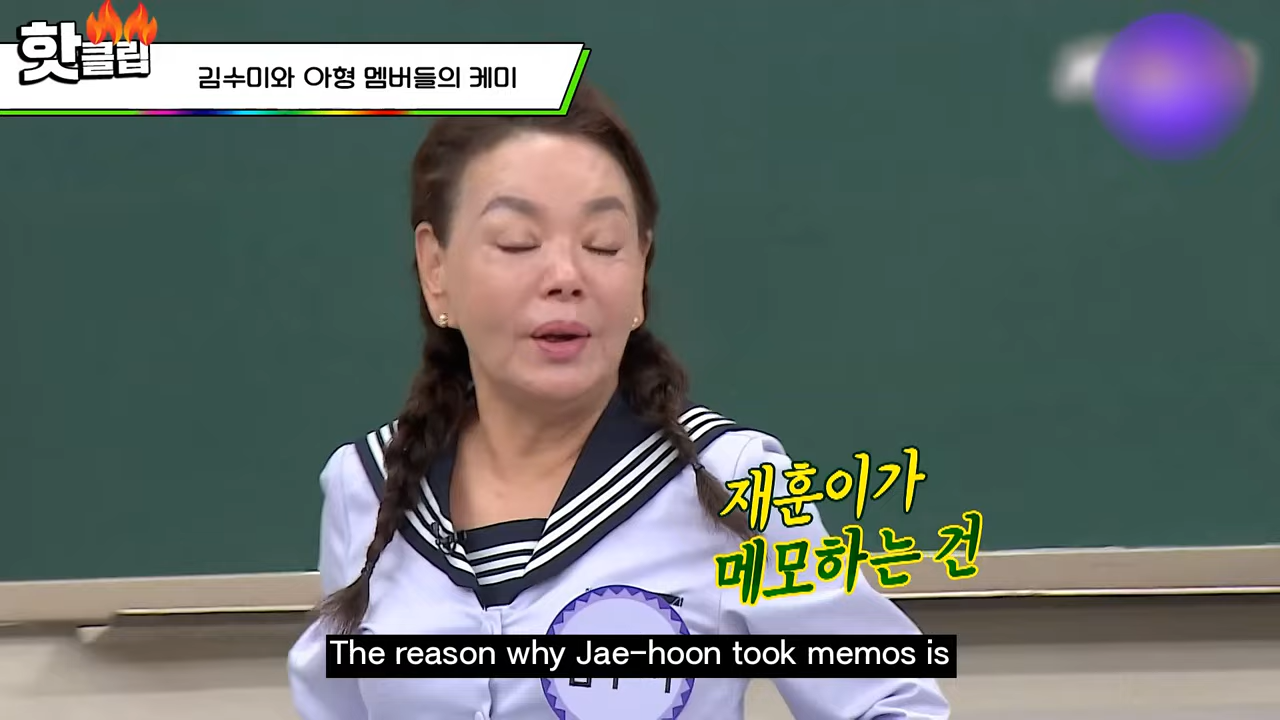 핫클립
김수미와 아형 멤버들의 케미
재훈이가
메모하는 건
The reason why Jae-hoon took memos is